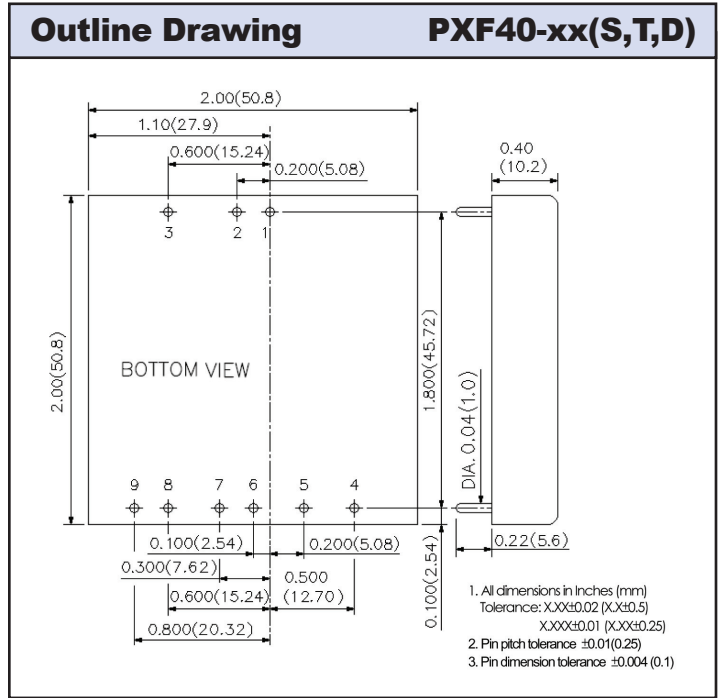 Outline Drawing PXF40-xx(S,T,D)
2.00(50.8)
1.10(27.9)
0.600(15.24)
0.200(5.08)
0.40
(10.2)
3 2 1
2.00(50.8)
BOTTOM VIEW
1.800(45.72)
DIA. 0.04(1.0)
9 8 7 6 5 4
0.100(2.54)
0.200(5.08)
0.300(7.62)
0.500
(12.70)
0.600(15.24)
0.800(20.32)
0.100(2.54)
0.22(5.6)
1. All dimensions in Inches (mm)
Tolerance: X.XX±0.02 (X.X±0.5)
X.XXX±0.01 (X.XX±0.25)
2. Pin pitch tolerance ±0.01(0.25)
3. Pin dimension tolerance ±0.004 (0.1)